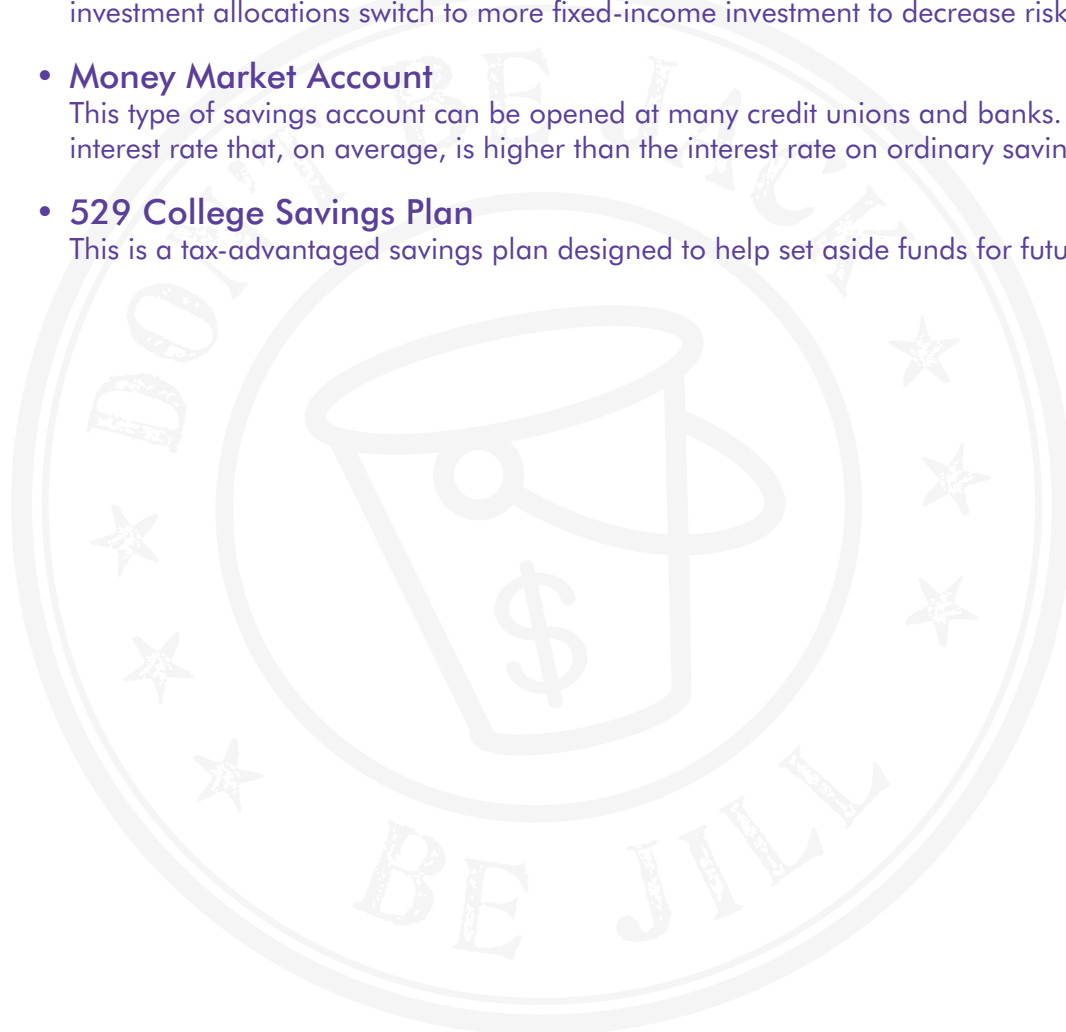 investment allocations switch to more fixed-income investment to decrease risk
• Money Market Account
This type of savings account can be opened at many credit unions and banks.
interest rate that, on average, is higher than the interest rate on ordinary savin
• 529 College Savings Plan
This is a tax-advantaged savings plan designed to help set aside funds for futu
DON'T BE JACK
$
BE JILL